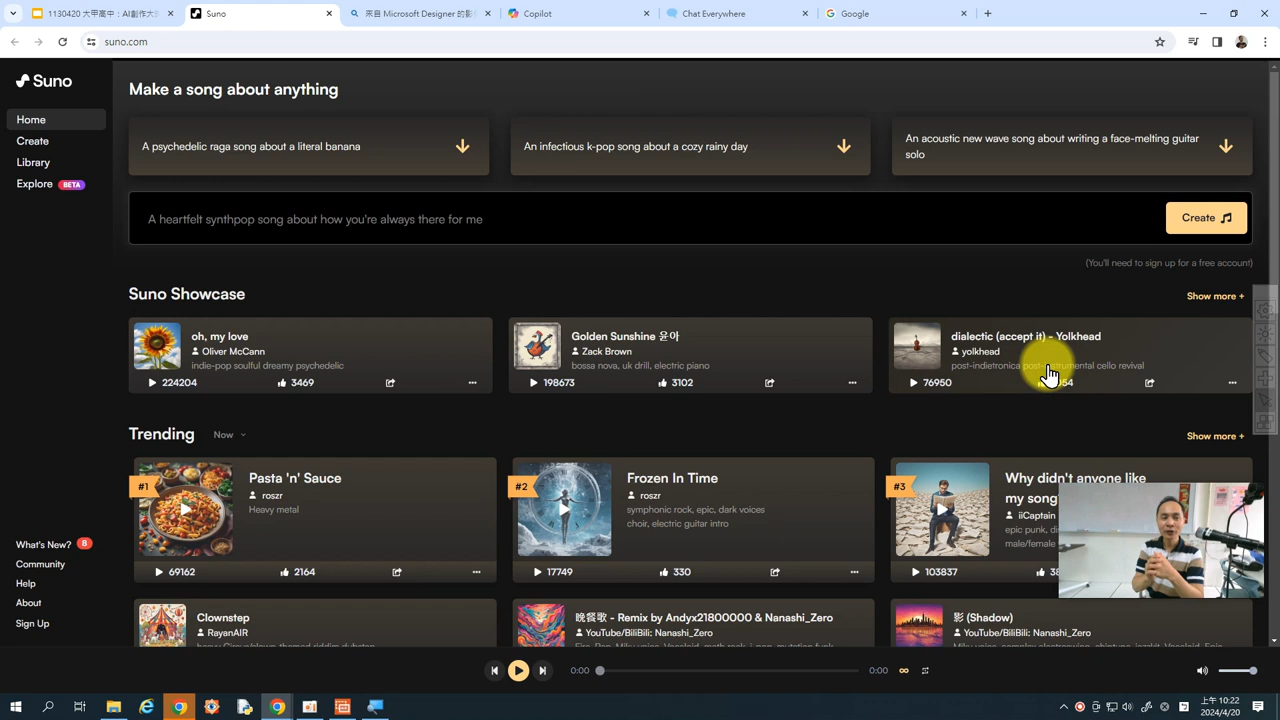 1130420 大甲高中：AI創作大
Suno
來自 Microsoft Designer 的影
Copilot
Chat Everywhere
Google
suno.com
Suno
Home
Create
Library
Explore BETA
What's New? 8
Community
Help
About
Sign Up
Make a song about anything
A psychedelic raga song about a literal banana
An infectious k-pop song about a cozy rainy day
An acoustic new wave song about writing a face-melting guitar
solo
A heartfelt synthpop song about how you're always there for me
Create
(You'll need to sign up for a free account)
Suno Showcase
Show more +
oh, my love
Oliver McCann
indie-pop soulful dreamy psychedelic
224204 3469
Golden Sunshine 윤아
Zack Brown
bossa nova, uk drill, electric piano
198673 3102
dialectic (accept it) - Yolkhead
yolkhead
post-indietronica post-instrumental cello revival
76950
Trending Now
Show more +
#1
Pasta 'n' Sauce
roszr
Heavy metal
69162 2164
#2
Frozen In Time
roszr
symphonic rock, epic, dark voices
choir, electric guitar intro
17749 330
#3
Why didn't anyone like
my song
iiCaptain
epic punk,
male/female
103837
Clownstep
RayanAIR
晚餐歌 - Remix by Andyx21800000 & Nanashi_Zero
YouTube/BiliBili: Nanashi_Zero
影 (Shadow)
YouTube/BiliBili: Nanashi_Zero
0:00
0:00
上午 10:22
2024/4/20